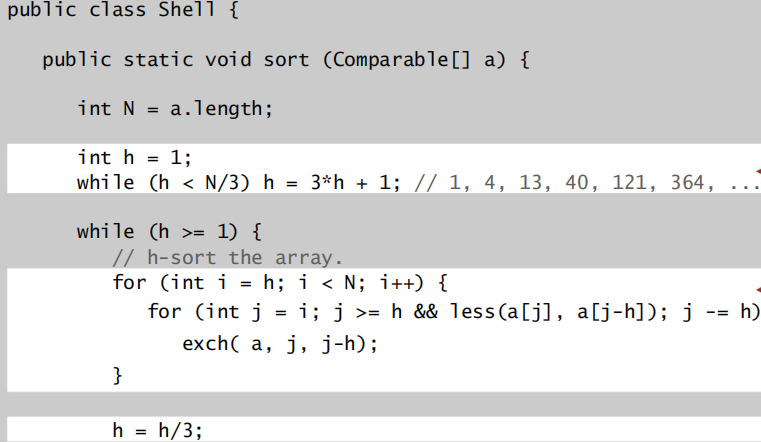 public class Shell {
public static void sort (Comparable[] a) {
int N = a.length;
int h = 1;
while (h < N/3) h = 3*h + 1; // 1, 4, 13, 40, 121, 364, ...
while (h >= 1) {
// h-sort the array.
for (int i = h; i < N; i++) {
for (int j = i; j >= h && less(a[j], a[j-h]); j -= h)
exch( a, j, j-h);
}
h = h/3;